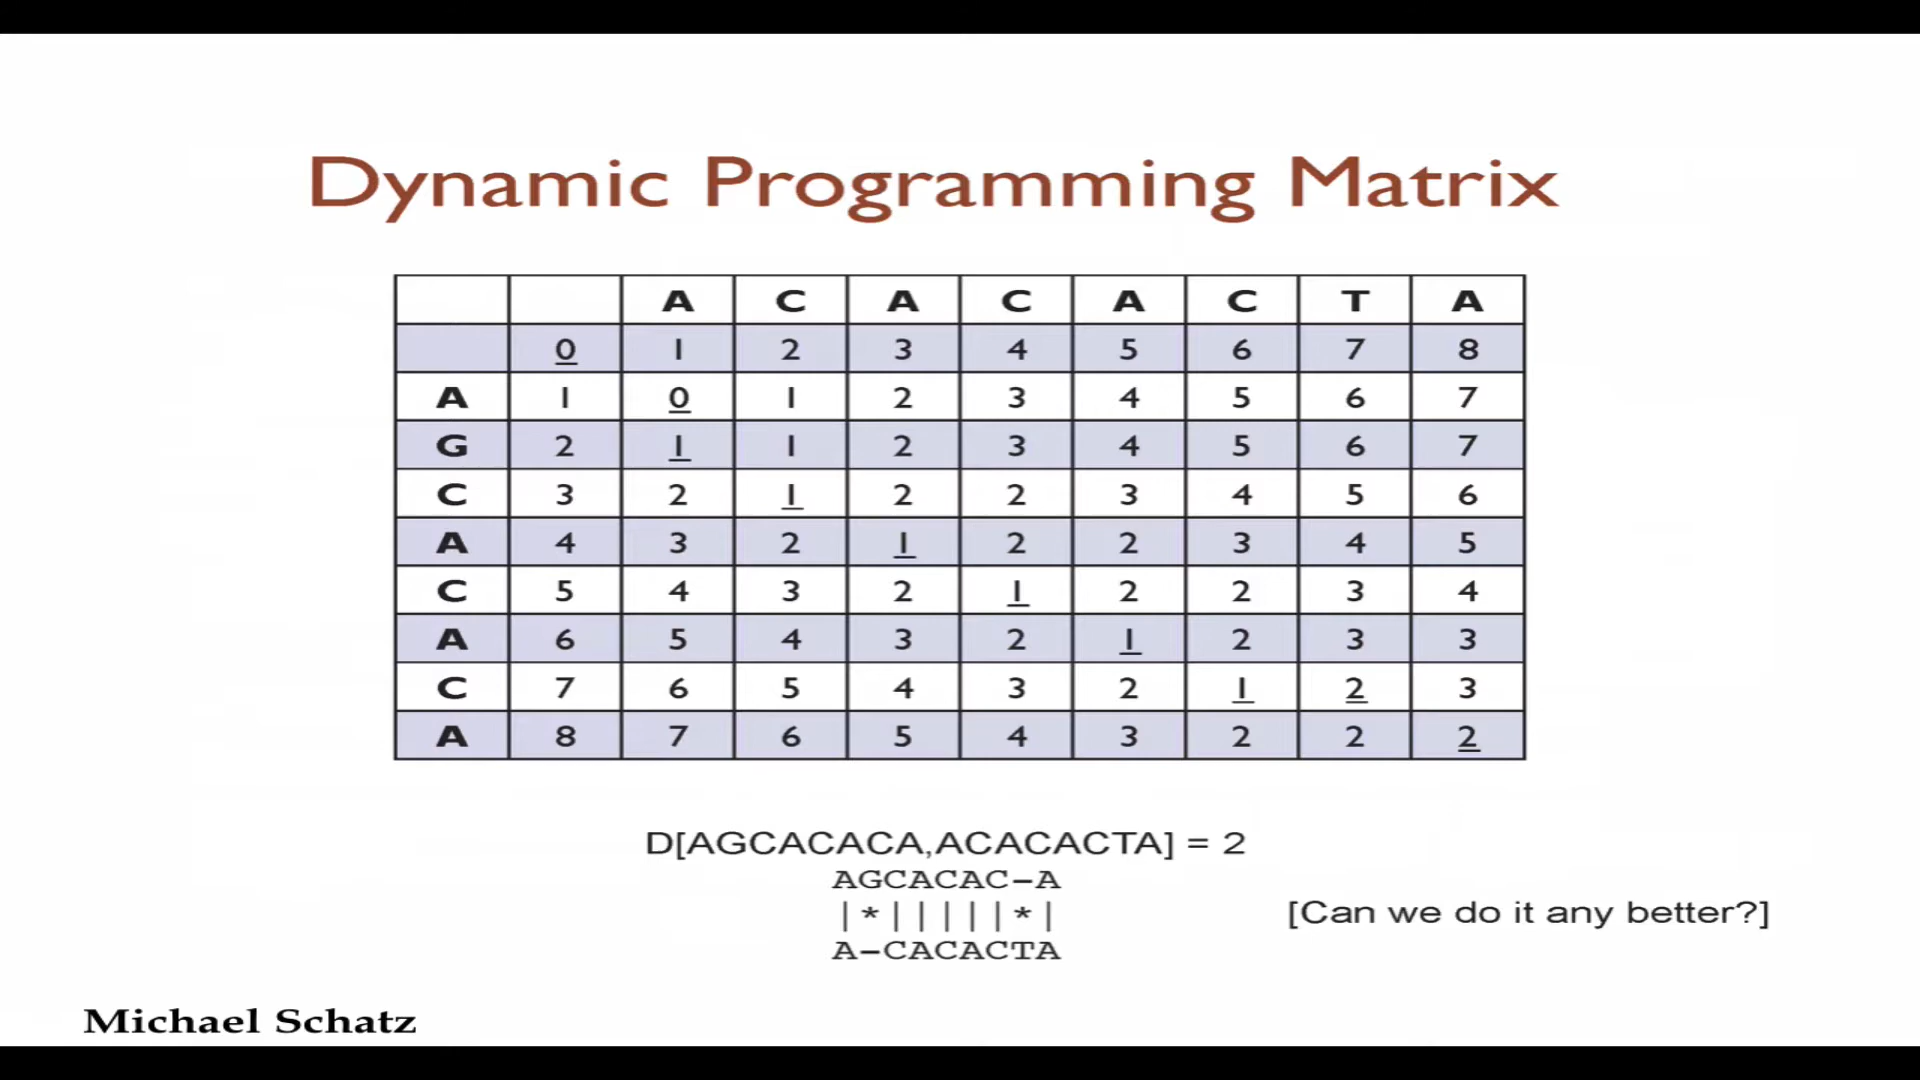 Dynamic Programming Matrix
A C A C A C T A
0 1 2 3 4 5 6 7 8
A 1 0 1 2 3 4 5 6 7
G 2 1 1 2 3 4 5 6 7
C 3 2 1 2 2 3 4 5 6
A 4 3 2 1 2 2 3 4 5
C 5 4 3 2 1 2 2 3 4
A 6 5 4 3 2 1 2 3 3
C 7 6 5 4 3 2 1 2 3
A 8 7 6 5 4 3 2 2 2
D[AGCACACA,ACACACTA] = 2
AGCACAC–A
|*|||||*|
A–CACACTA
[Can we do it any better?]
Michael Schatz